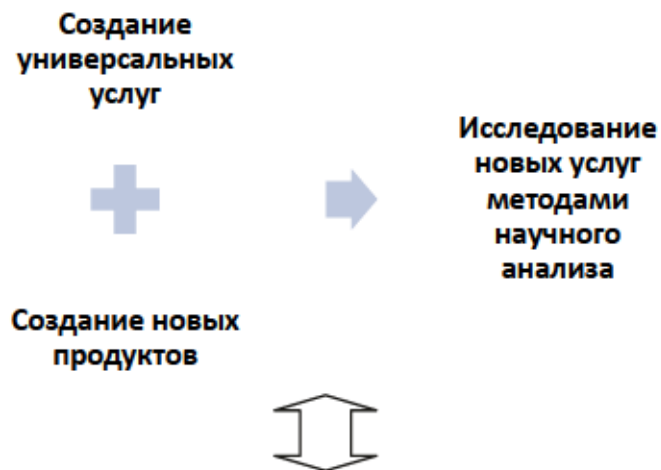 Создание
универсальных
услуг
Исследование
новых услуг
методами
научного
анализа
Создание новых
продуктов